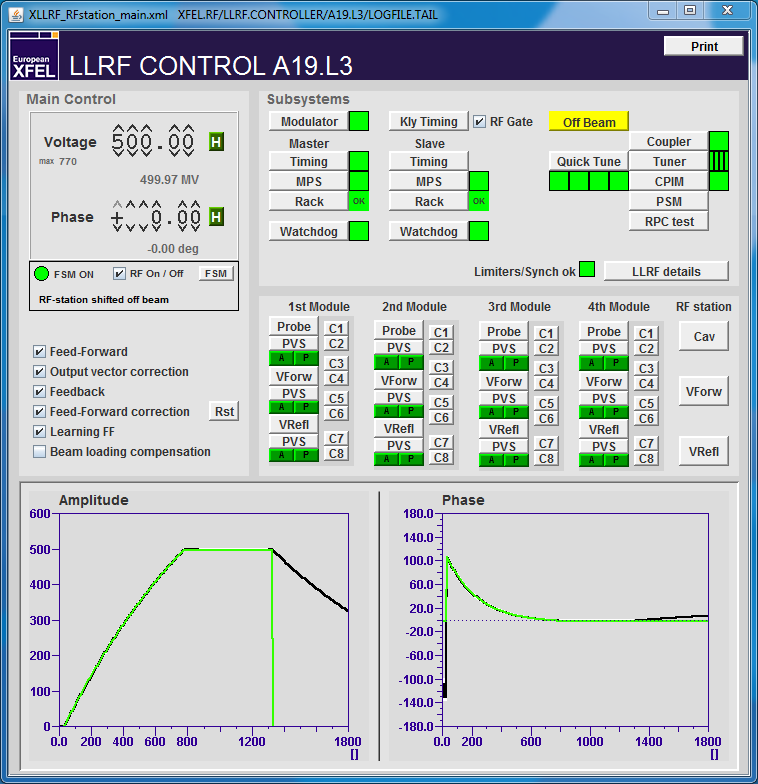 XLLRF_RFstation_main.xml XFEL.RF/LLRF.CONTROLLER/A19.L3/LOGFILE.TAIL
European
XFEL
LLRF CONTROL A19.L3
Print
Main Control
Voltage 500.00 H
max 770
499.97 MV
Phase + 0.00 H
-0.00 deg
FSM ON RF On / Off FSM
RF-station shifted off beam
Feed-Forward
Output vector correction
Feedback
Feed-Forward correction Rst
Learning FF
Beam loading compensation
Subsystems
Modulator Kly Timing RF Gate Off Beam
Master Slave Coupler
Timing Timing Quick Tune Tuner
MPS MPS CPIM
Rack OK Rack OK PSM
Watchdog Watchdog RPC test
Limiters/Synch ok LLRF details
1st Module 2nd Module 3rd Module 4th Module RF station
Probe C1 Probe C1 Probe C1 Probe C1 Cav
PVS C2 PVS C2 PVS C2 PVS C2
A P A P A P A P
C3 C3 C3 C3
VForw C4 VForw C4 VForw C4 VForw C4
PVS C5 PVS C5 PVS C5 PVS C5 VForw
A P C6 A P C6 A P C6 A P C6
VRefl VRefl VRefl VRefl
PVS C7 PVS C7 PVS C7 PVS C7 VRefl
A P C8 A P C8 A P C8 A P C8
Amplitude
600
500
400
300
200
100
0
0.0 200 400 600 800 1200 1800
[]
Phase
180.0
140.0
100.0
60.0
20.0
-20.0
-60.0
-100.0
-140.0
-180.0
0.0 200 600 1000 1400 1800
[]